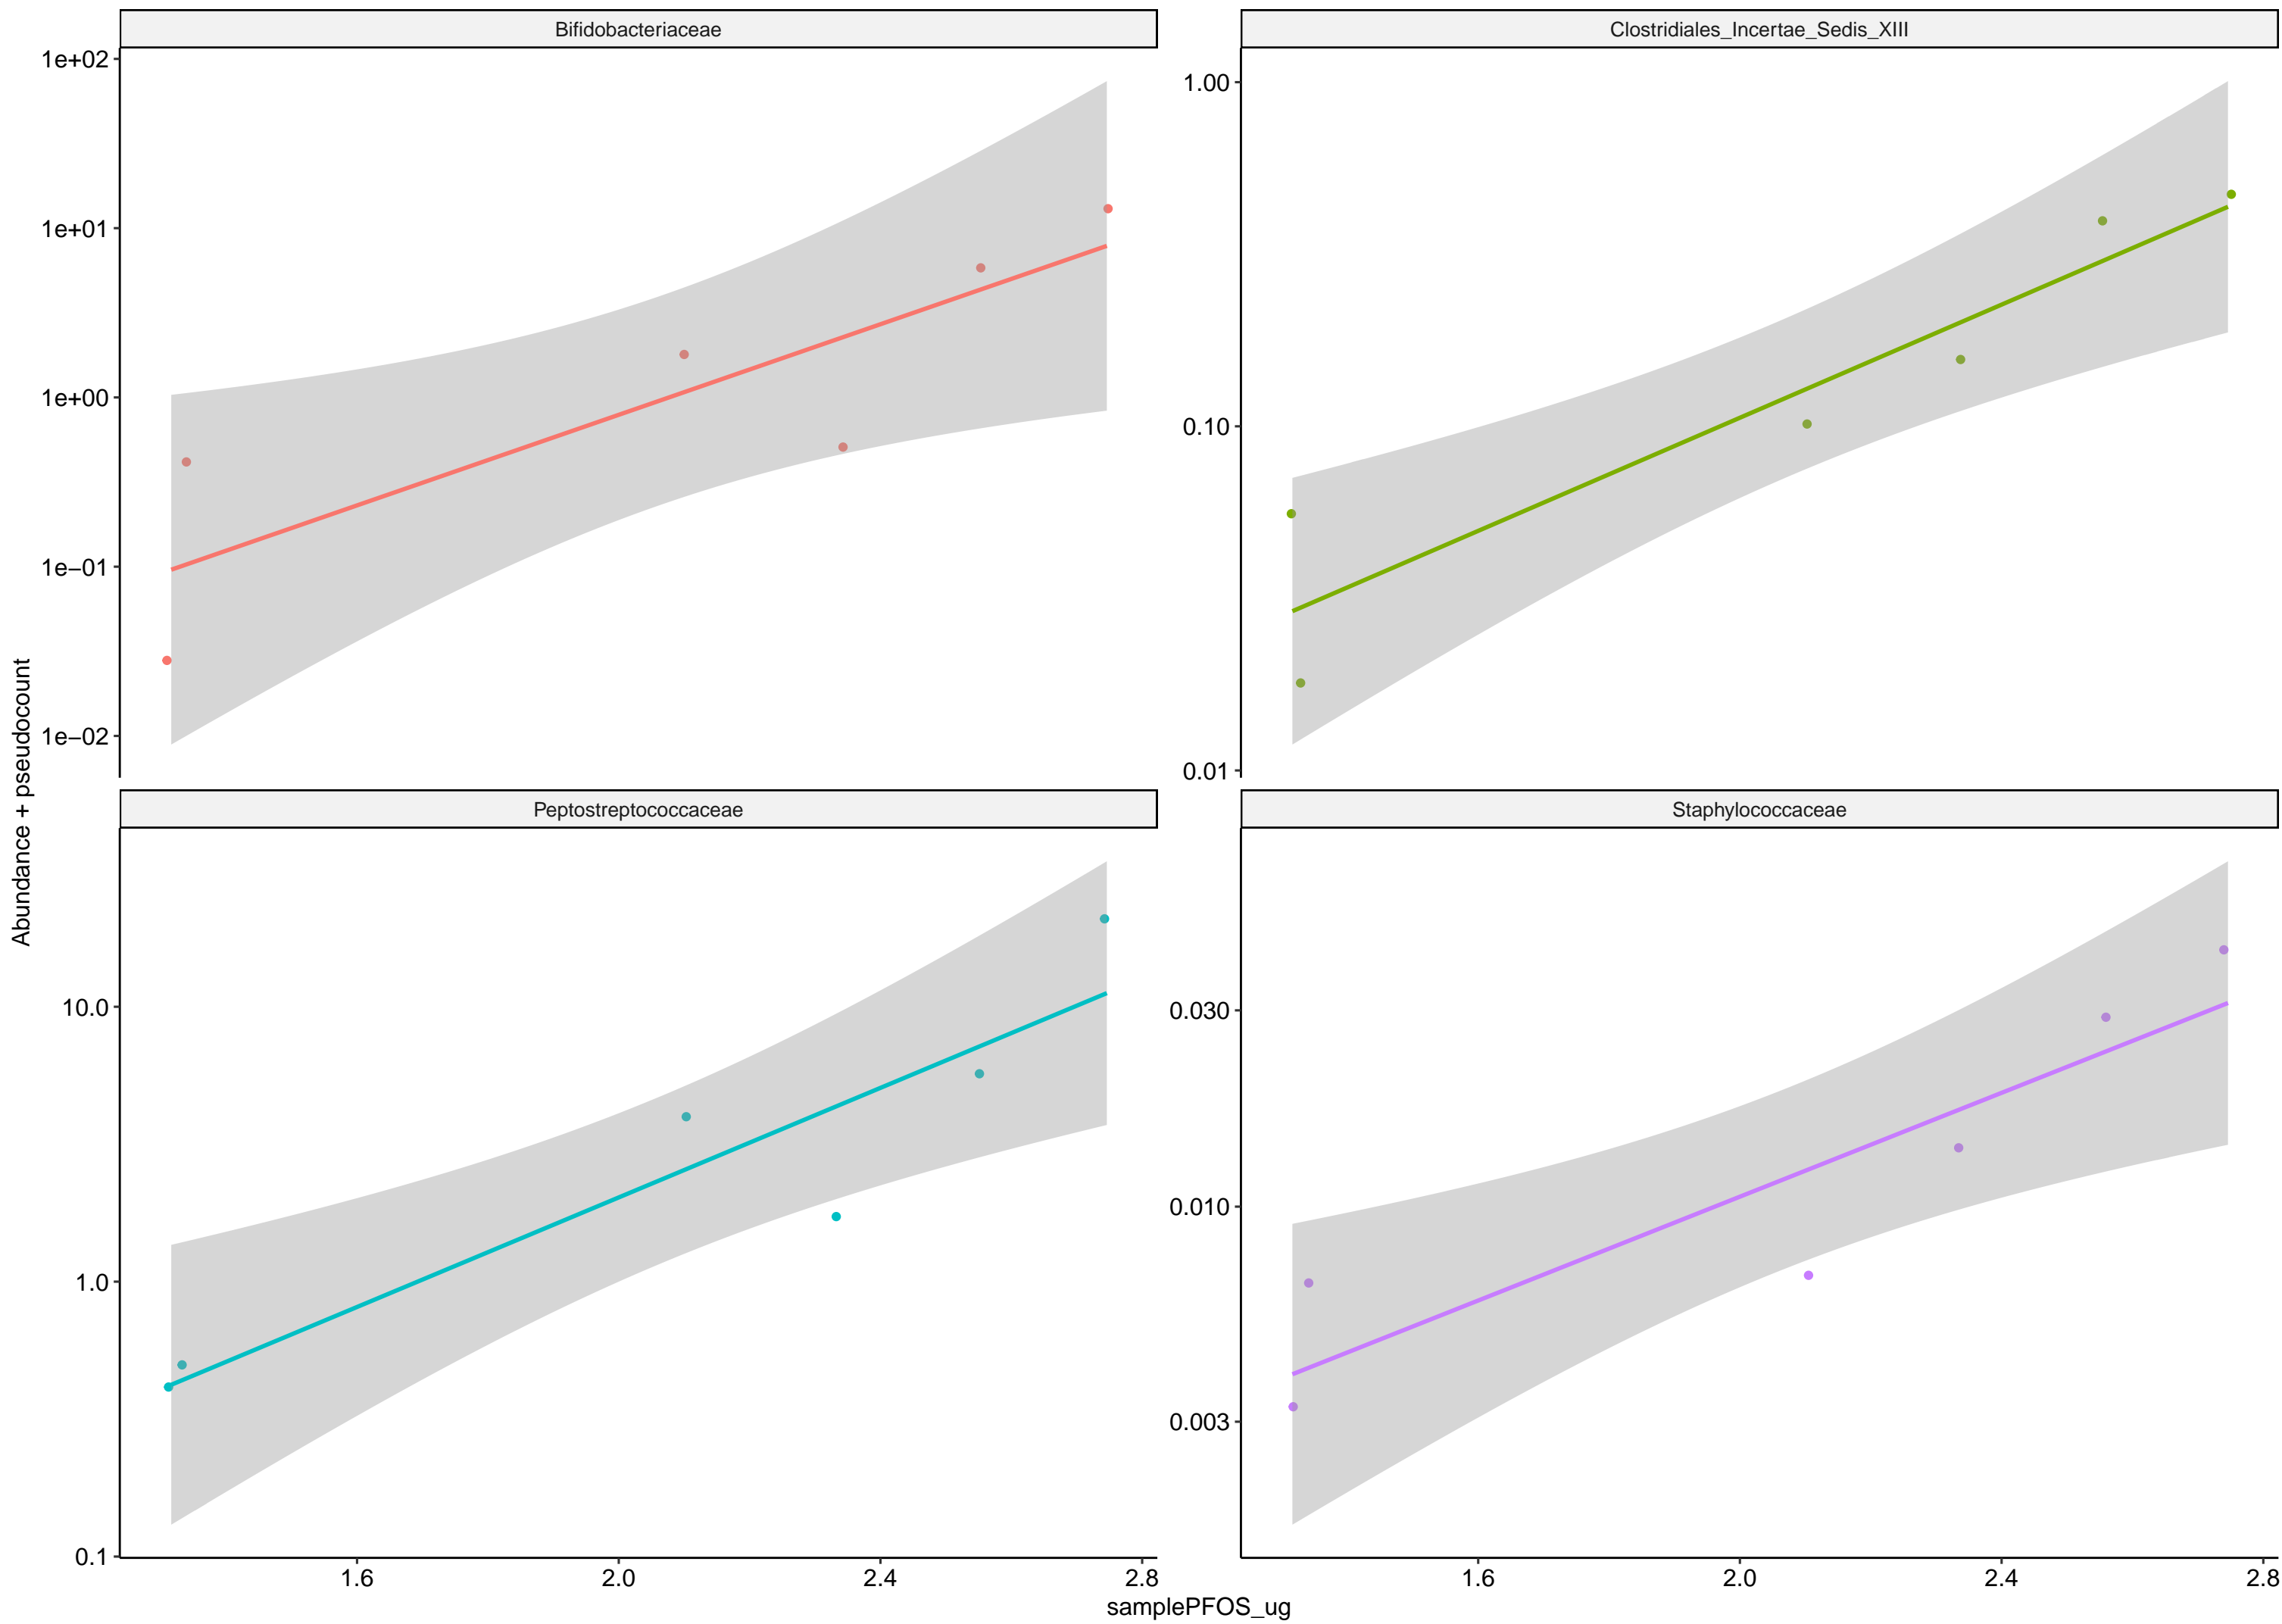 Bifidobacteriaceae
Clostridiales_Incertae_Sedis_XIII
1e+02
1e+01
1e+00
1e−01
1e−02
1.00
0.10
0.01
Peptostreptococcaceae
Staphylococcaceae
10.0
1.0
0.1
0.030
0.010
0.003
1.6 2.0 2.4 2.8
1.6 2.0 2.4 2.8
samplePFOS_ug
Abundance + pseudocount